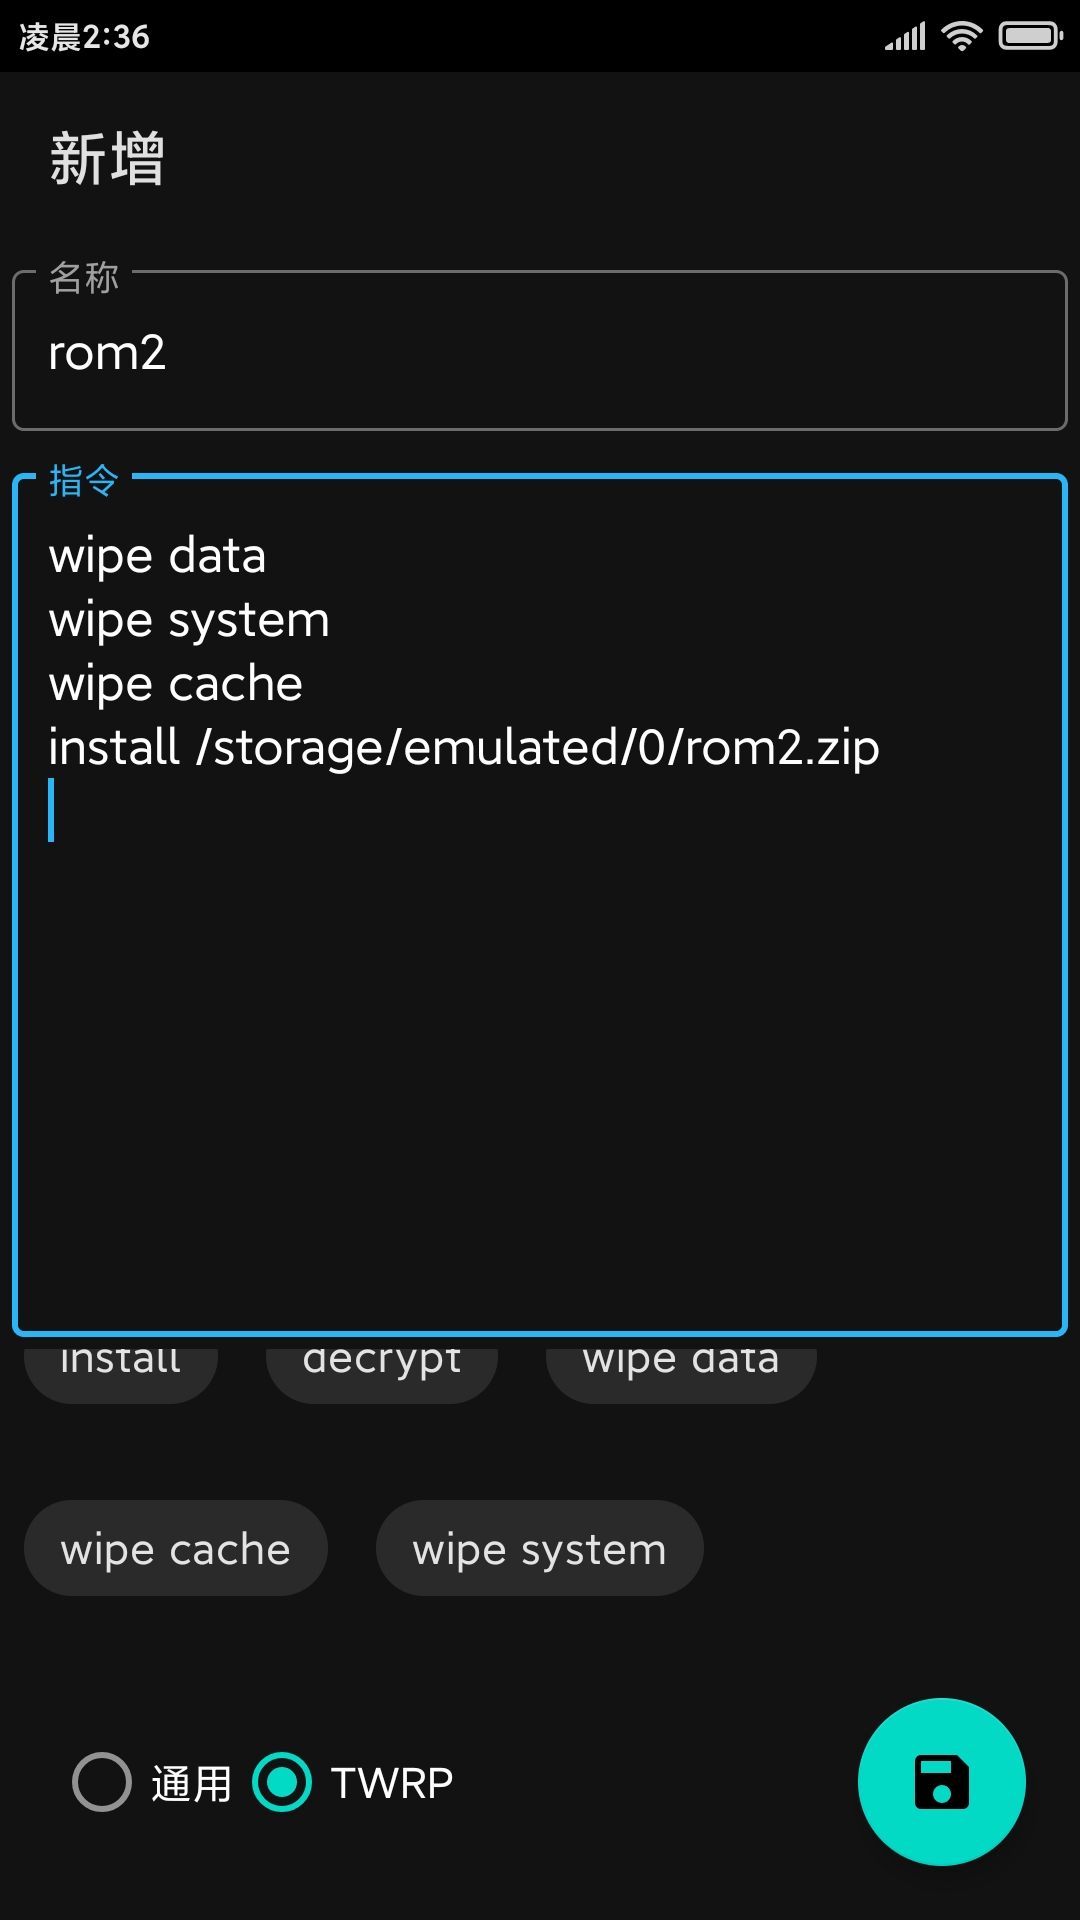 凌晨2:36
新增
名称
rom2
指令
wipe data
wipe system
wipe cache
install /storage/emulated/0/rom2.zip
install decrypt wipe data
wipe cache wipe system
通用 TWRP